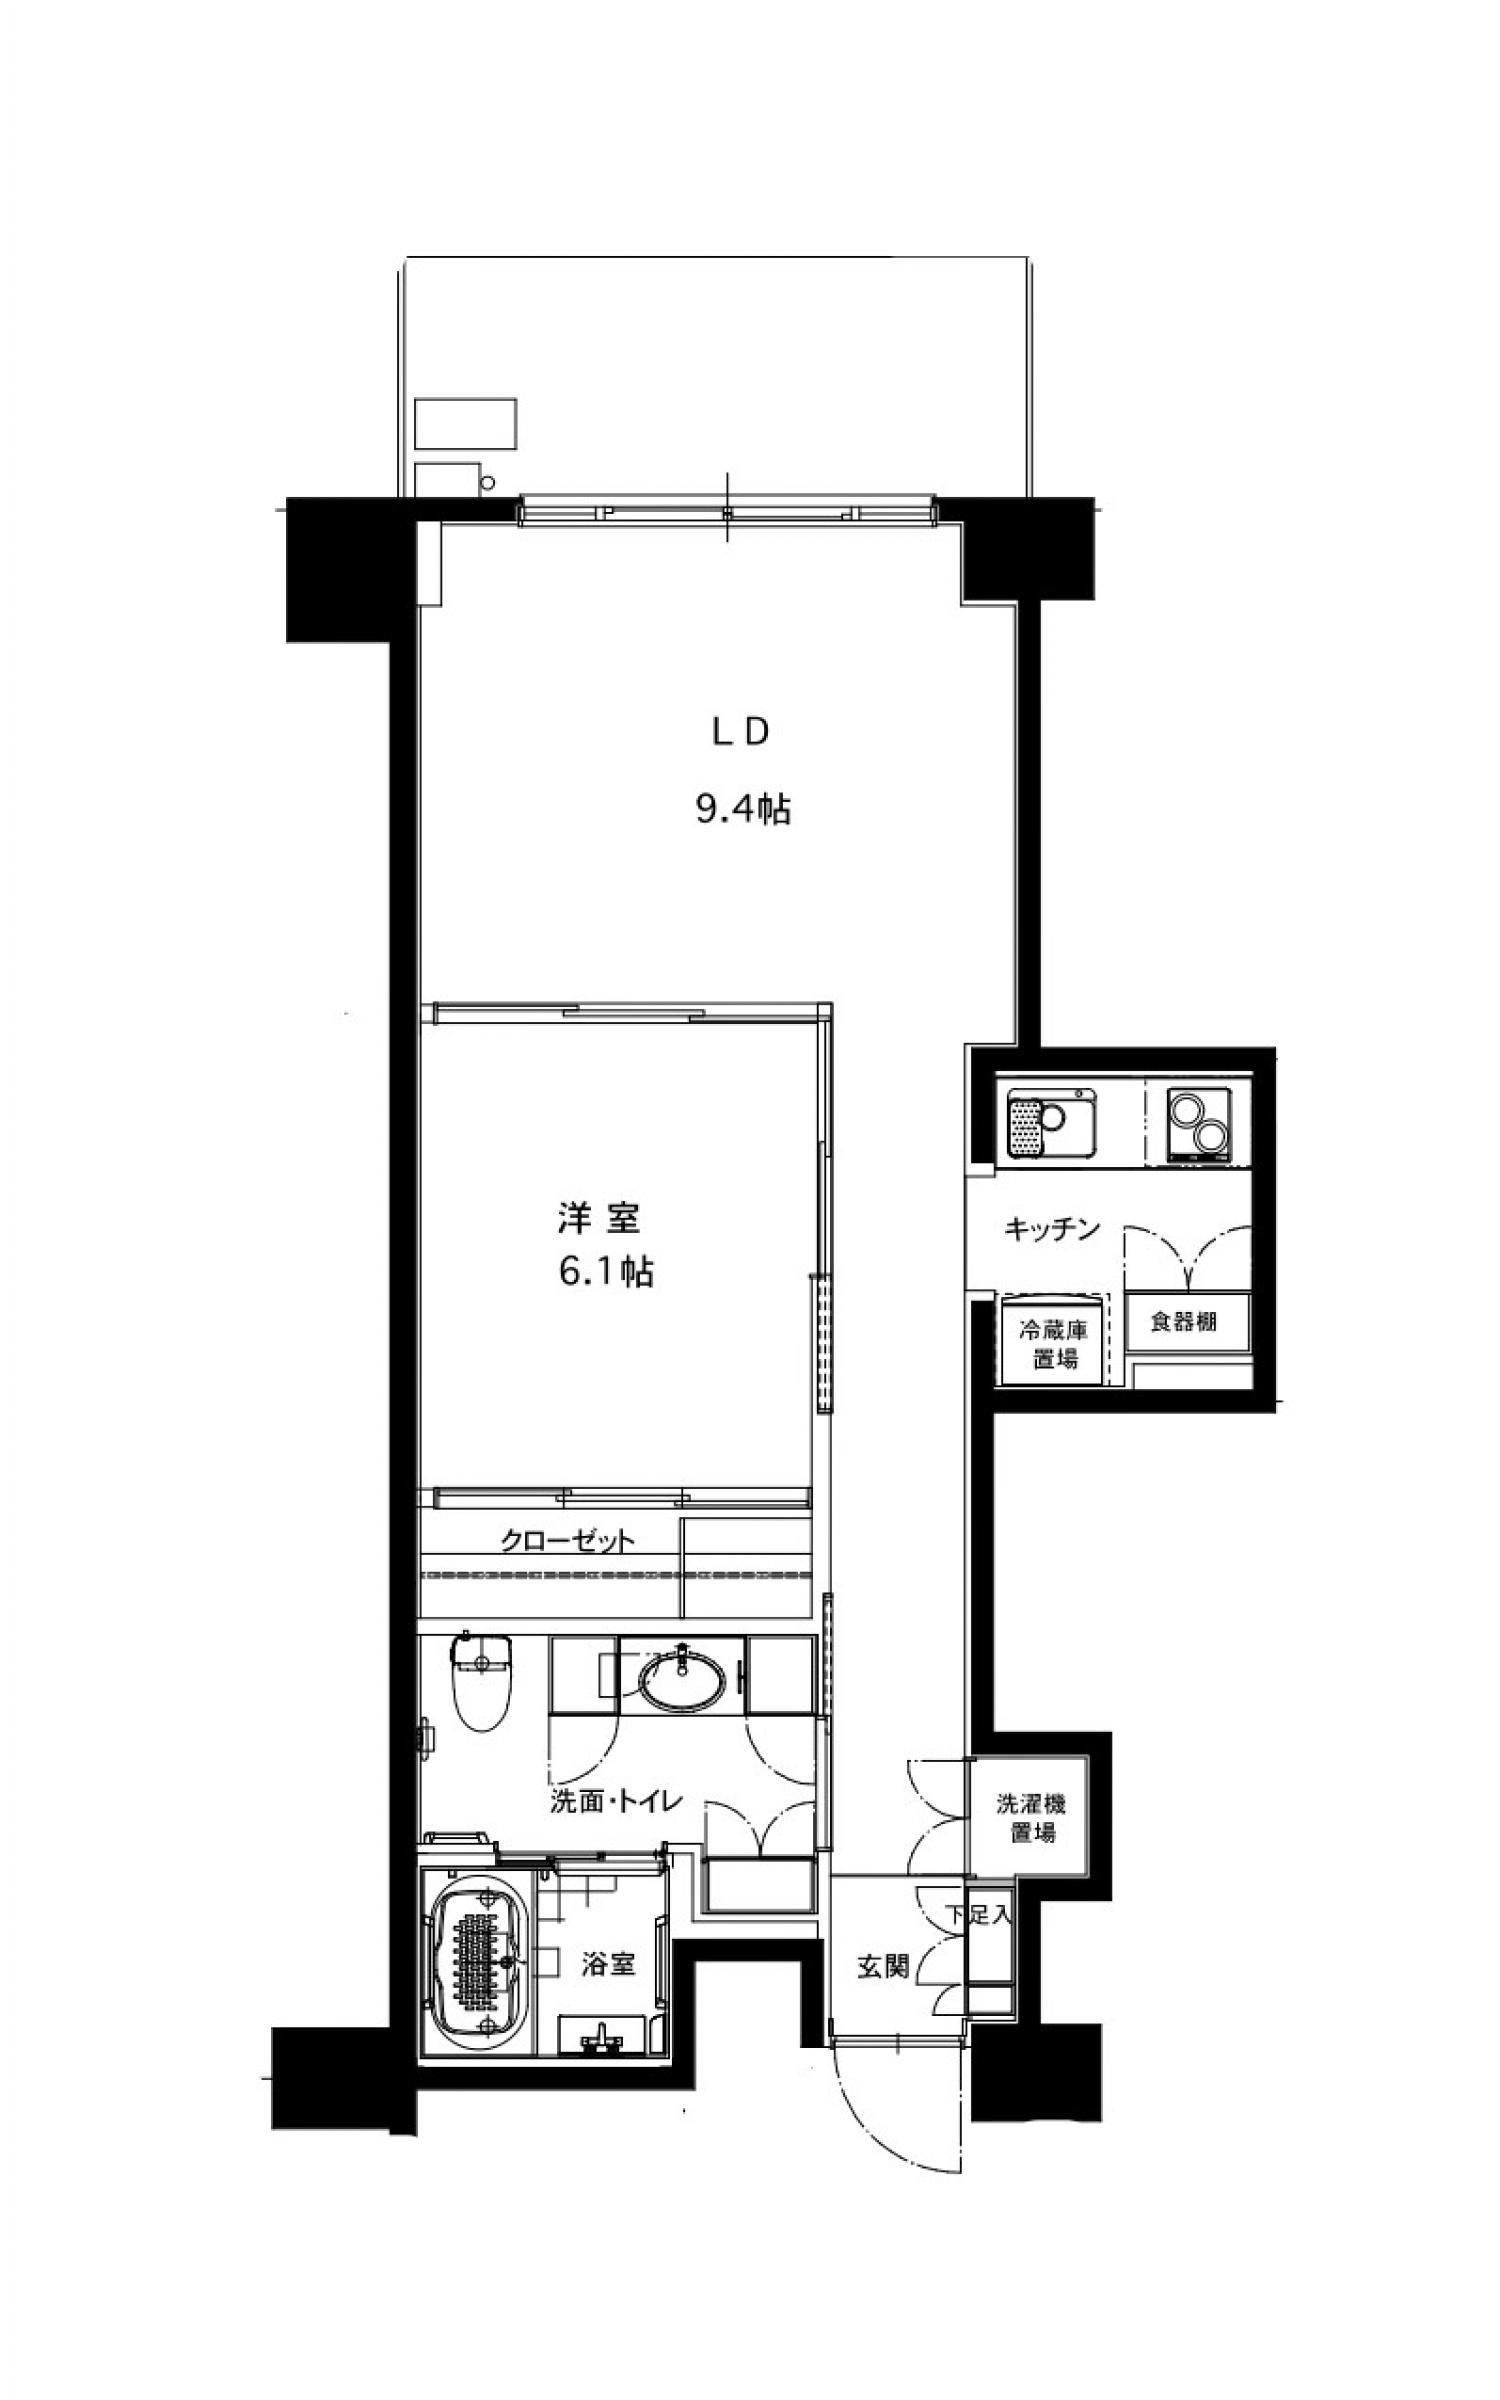 LD
9.4帖
洋室
6.1帖
キッチン
食器棚
冷蔵庫
置場
クローゼット
洗面・トイレ
洗濯機
置場
下足入
浴室
玄関